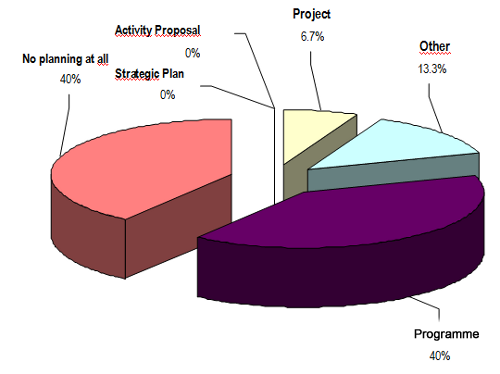 Project
6.7%
Activity Proposal
0%
Other
13.3%
No planning at all
40%
Strategic Plan
0%
Programme
40%